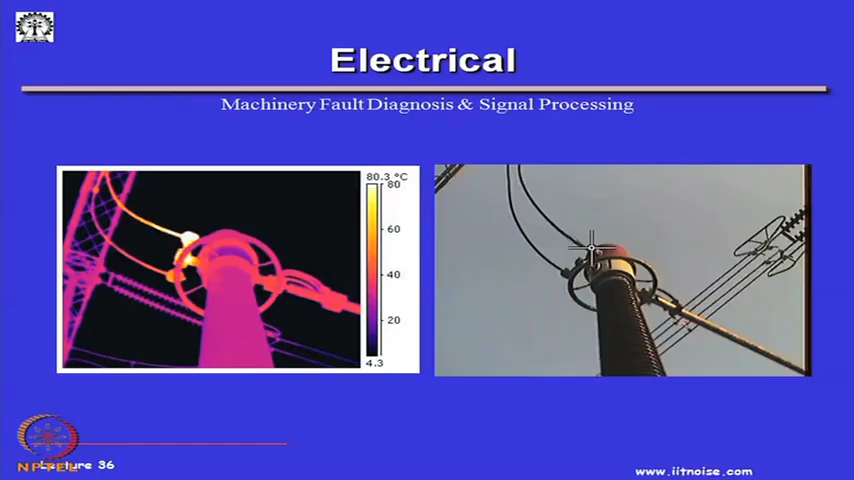 Electrical
Machinery Fault Diagnosis & Signal Processing
80.3 °C
80
60
40
20
4.3
NPTEL
Lecture 36
www.iitnoise.com